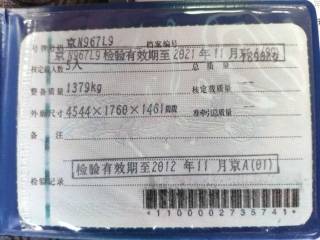 号牌号码 京N967L9 档案编号
京N967L9 检验有效期至2021年11月京
核定载人数 5人 总质量
整备质量 1379kg 核定载质量 --
外廓尺寸 4544×1760×1461mm 准牵引总质量 --
备注
检验有效期至2012 年 11 月京A(01)
检验记录
*1100002735741*